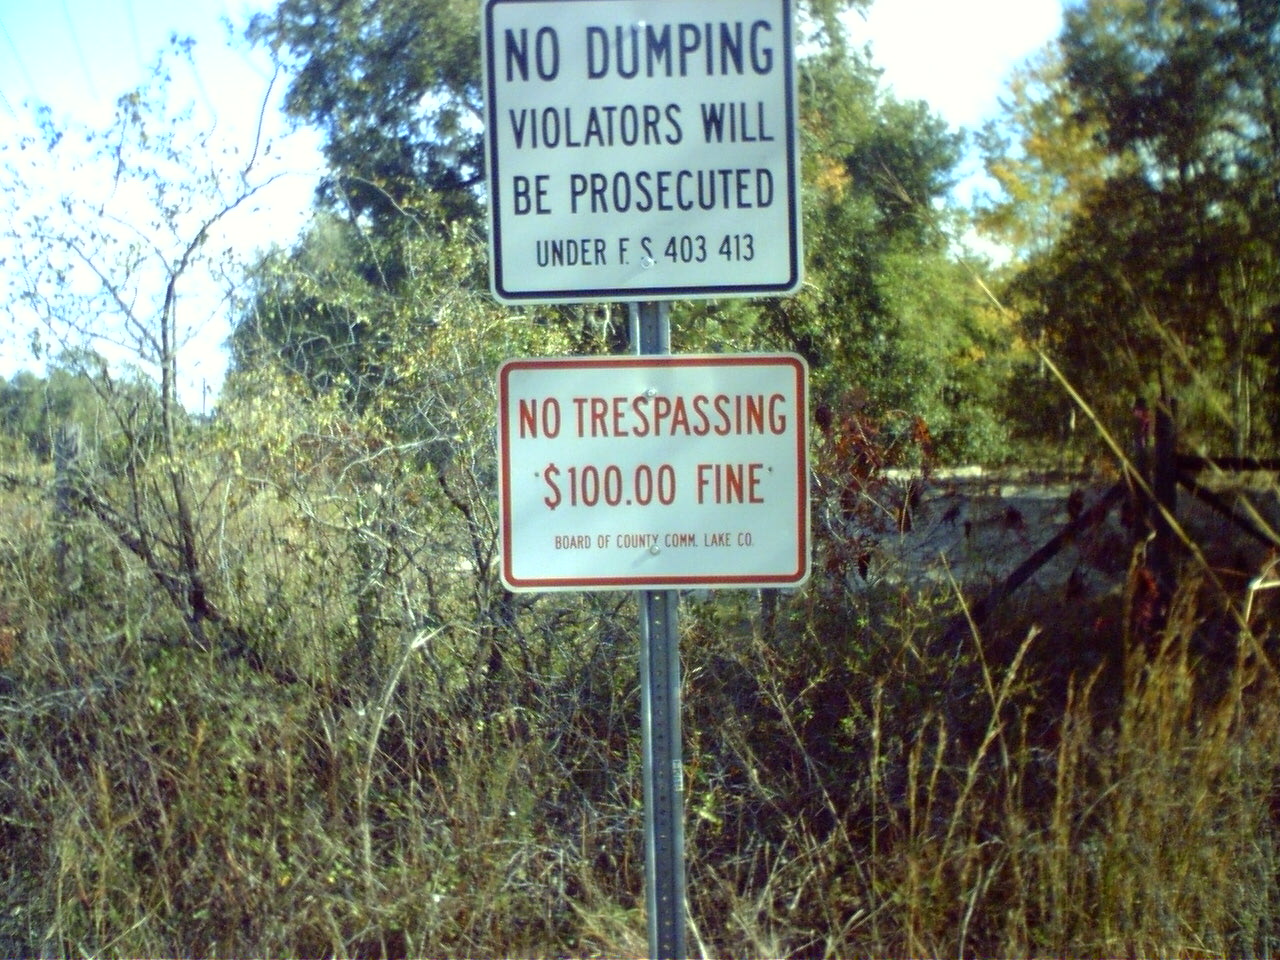 NO DUMPING
VIOLATORS WILL
BE PROSECUTED
UNDER F. S. 403 413
NO TRESPASSING
"$100.00 FINE"
BOARD OF COUNTY COMM. LAKE CO.